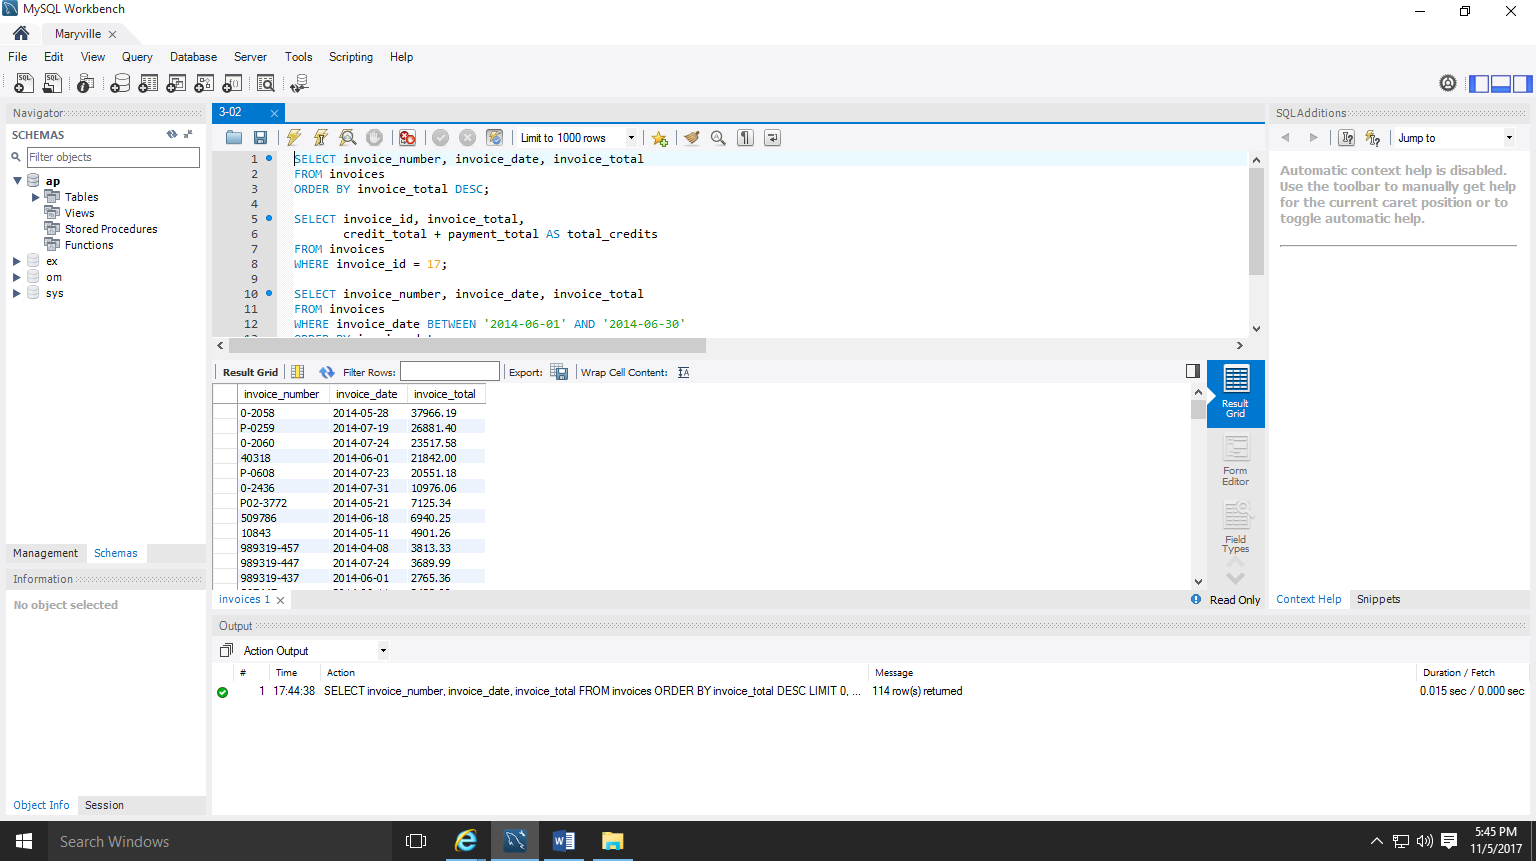 MySQL Workbench
Maryville
File Edit View Query Database Server Tools Scripting Help
Navigator
SCHEMAS
Filter objects
ap
Tables
Views
Stored Procedures
Functions
ex
om
sys
Management Schemas
Information
No object selected
Object Info Session
3-02
Limit to 1000 rows
1 SELECT invoice_number, invoice_date, invoice_total
2 FROM invoices
3 ORDER BY invoice_total DESC;
4
5 SELECT invoice_id, invoice_total,
6 credit_total + payment_total AS total_credits
7 FROM invoices
8 WHERE invoice_id = 17;
9
10 SELECT invoice_number, invoice_date, invoice_total
11 FROM invoices
12 WHERE invoice_date BETWEEN '2014-06-01' AND '2014-06-30'
Result Grid Filter Rows: Export: Wrap Cell Content:
invoice_number invoice_date invoice_total
0-2058 2014-05-28 37966.19
P-0259 2014-07-19 26881.40
0-2060 2014-07-24 23517.58
40318 2014-06-01 21842.00
P-0608 2014-07-23 20551.18
0-2436 2014-07-31 10976.06
P02-3772 2014-05-21 7125.34
509786 2014-06-18 6940.25
10843 2014-05-11 4901.26
989319-457 2014-04-08 3813.33
989319-447 2014-07-24 3689.99
989319-437 2014-06-01 2765.36
Result
Grid
Form
Editor
Field
Types
invoices 1
Read Only
SQLAdditions
Jump to
Automatic context help is disabled.
Use the toolbar to manually get help
for the current caret position or to
toggle automatic help.
Context Help Snippets
Output
Action Output
# Time Action Message Duration / Fetch
1 17:44:38 SELECT invoice_number, invoice_date, invoice_total FROM invoices ORDER BY invoice_total DESC LIMIT 0, ... 114 row(s) returned 0.015 sec / 0.000 sec
Search Windows
5:45 PM
11/5/2017